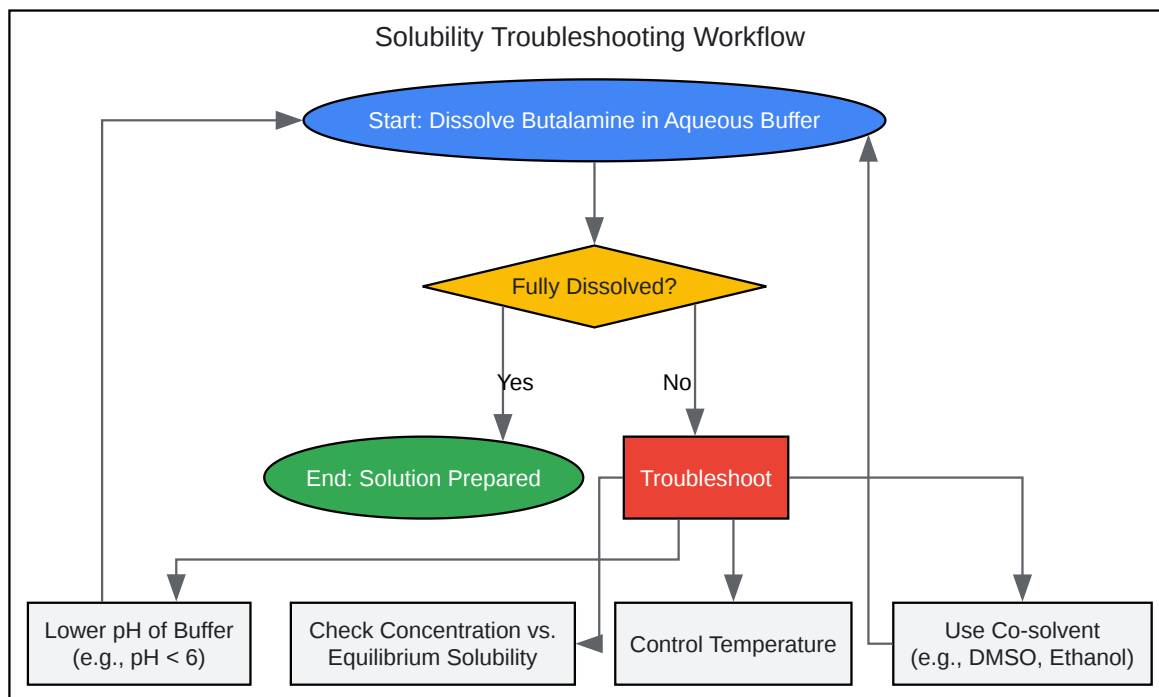 Solubility Troubleshooting Workflow
Start: Dissolve Butalamine in Aqueous Buffer
Fully Dissolved?
Yes
No
End: Solution Prepared
Troubleshoot
Lower pH of Buffer
(e.g., pH < 6)
Check Concentration vs.
Equilibrium Solubility
Control Temperature
Use Co-solvent
(e.g., DMSO, Ethanol)